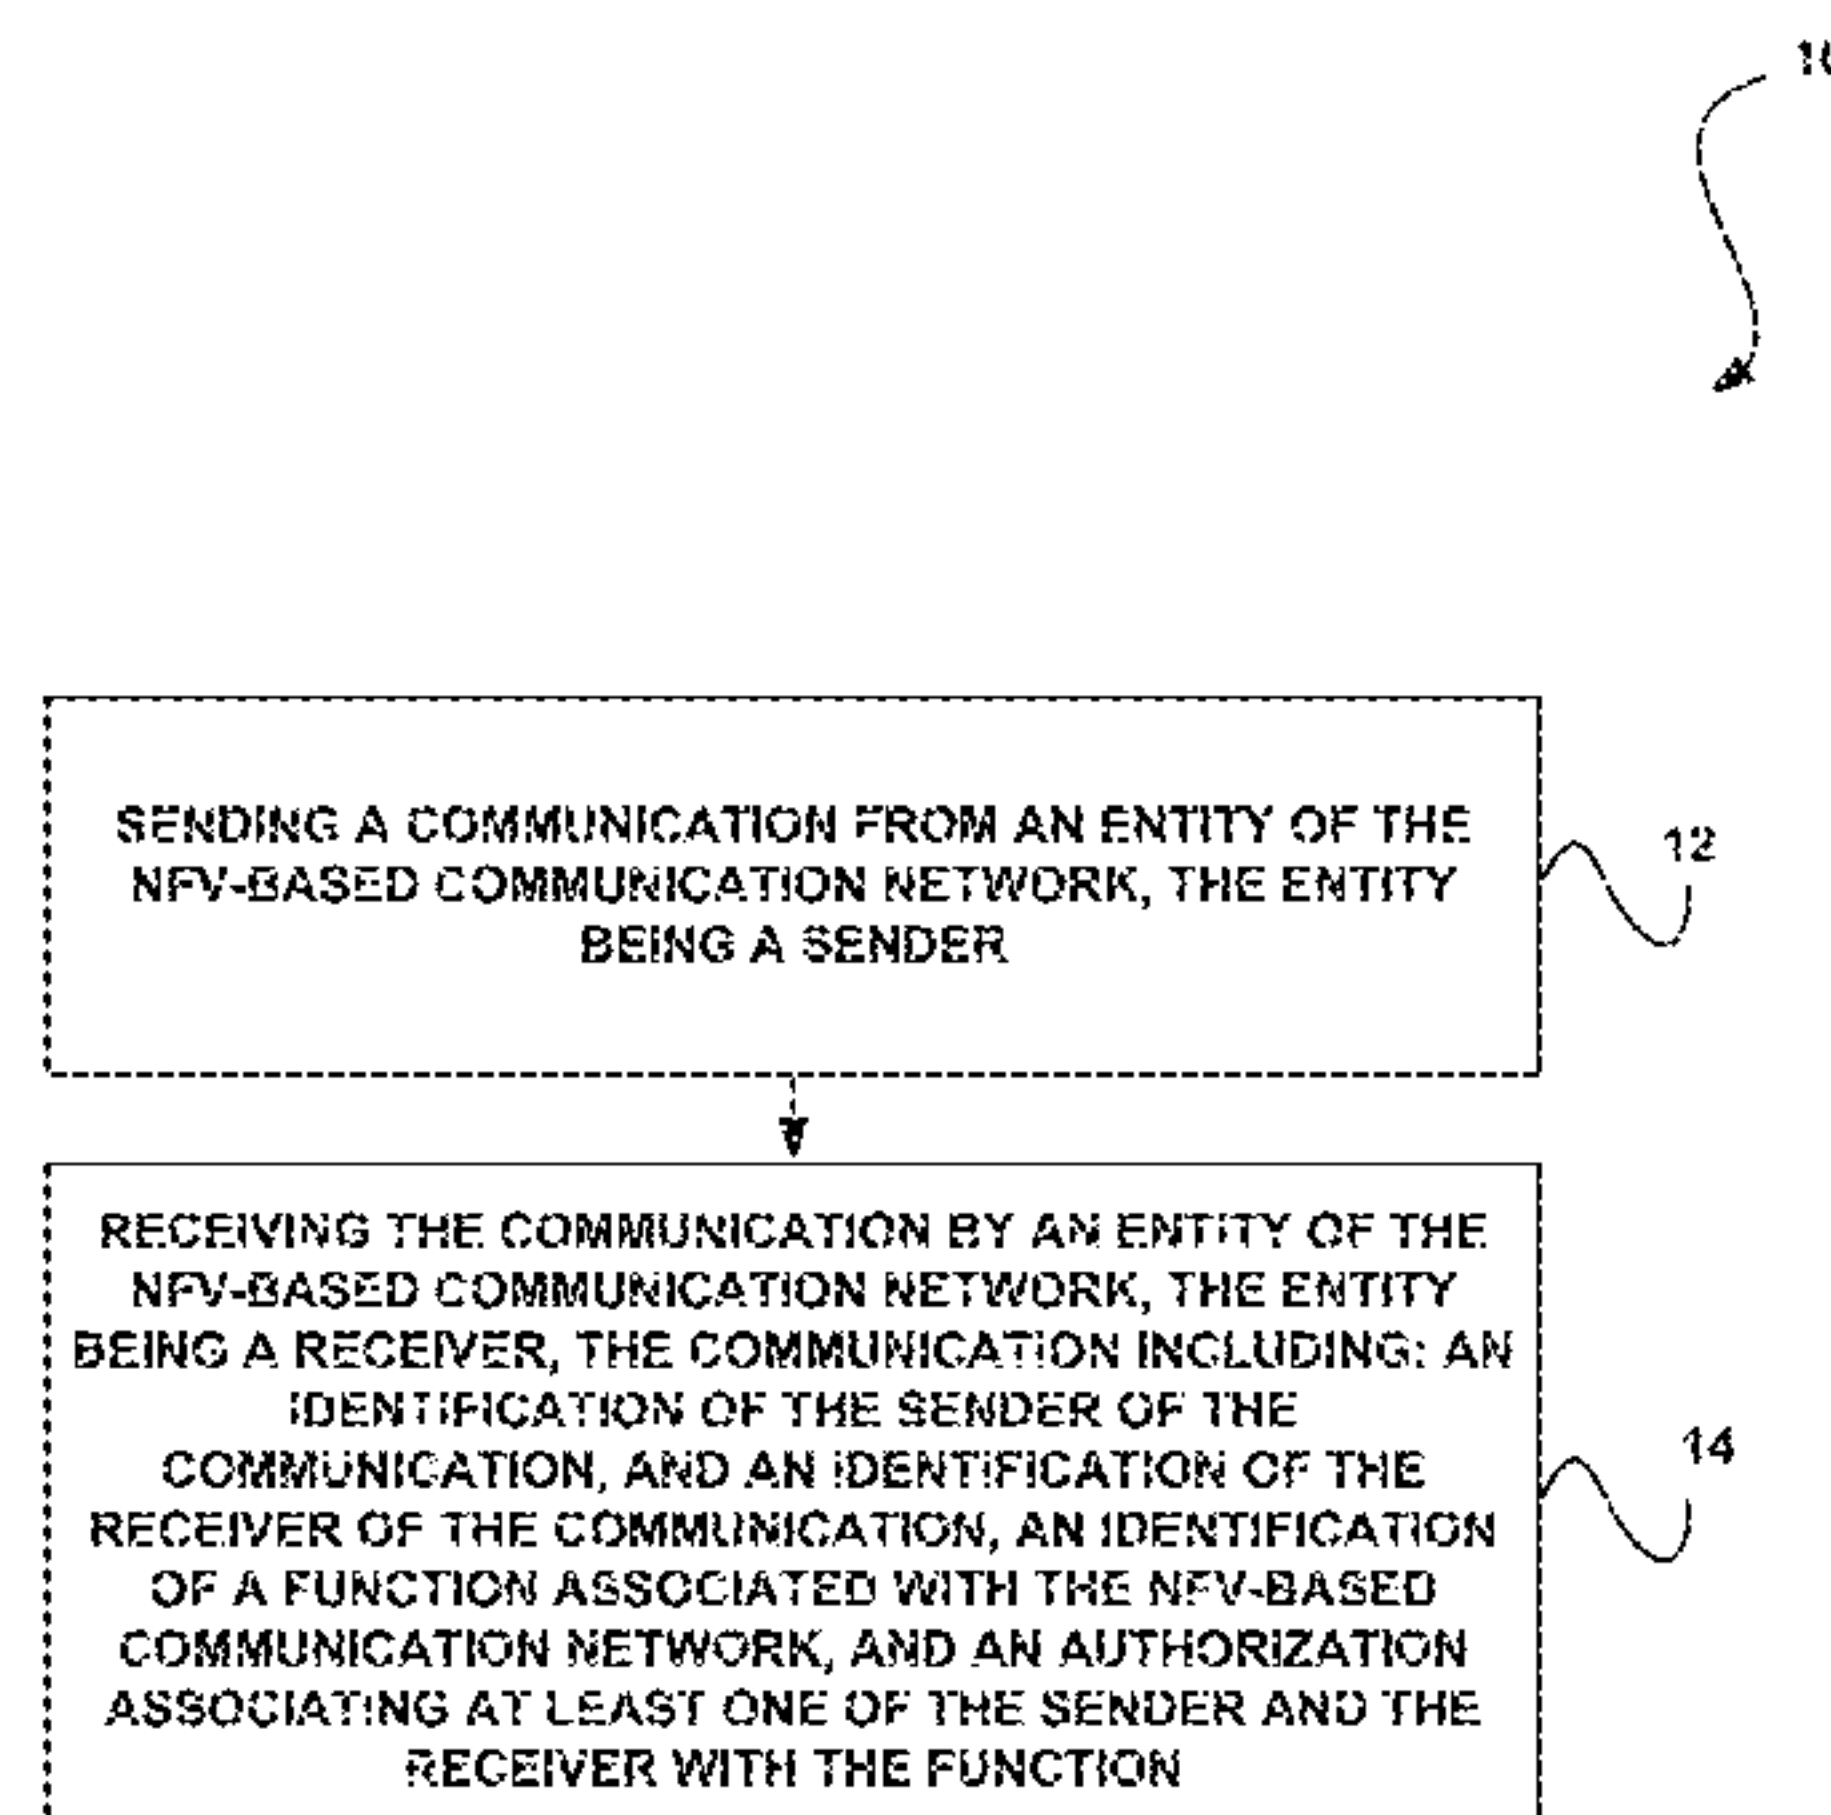 SENDING A COMMUNICATION FROM AN ENTITY OF THE
NFV-BASED COMMUNICATION NETWORK, THE ENTITY
BEING A SENDER
12
RECEIVING THE COMMUNICATION BY AN ENTITY OF THE
NFV-BASED COMMUNICATION NETWORK, THE ENTITY
BEING A RECEIVER, THE COMMUNICATION INCLUDING: AN
IDENTIFICATION OF THE SENDER OF THE
COMMUNICATION, AND AN IDENTIFICATION OF THE
RECEIVER OF THE COMMUNICATION, AN IDENTIFICATION
OF A FUNCTION ASSOCIATED WITH THE NFV-BASED
COMMUNICATION NETWORK, AND AN AUTHORIZATION
ASSOCIATING AT LEAST ONE OF THE SENDER AND THE
RECEIVER WITH THE FUNCTION
14